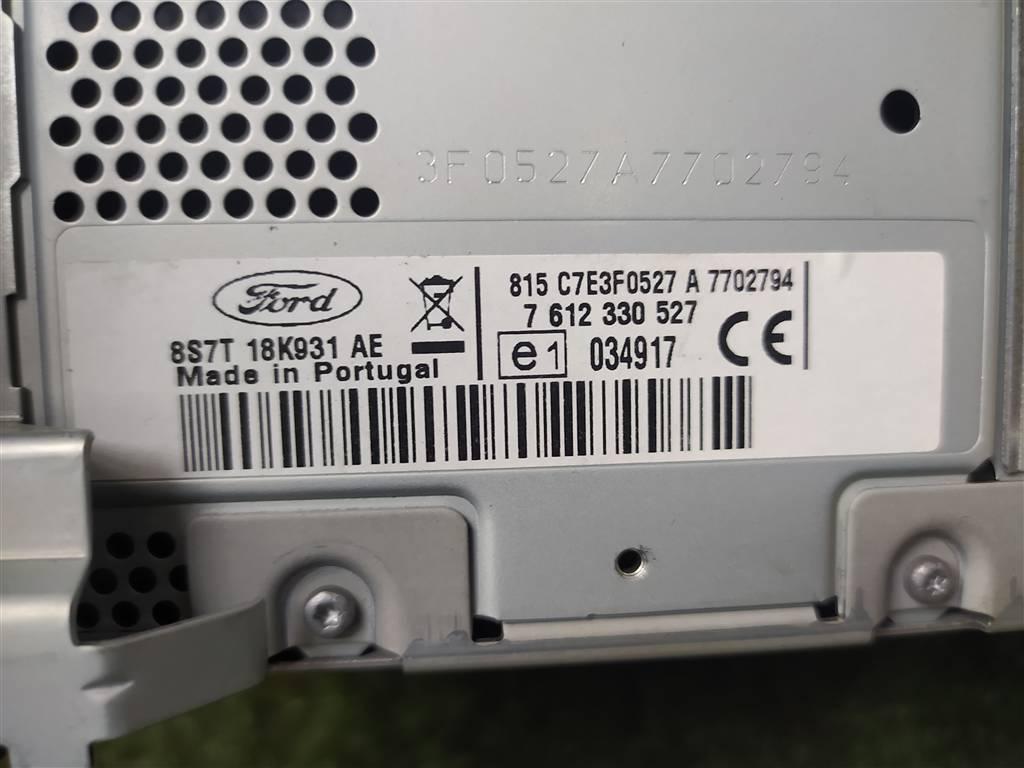 3F0527A7702794
Ford
8S7T 18K931 AE
Made in Portugal
815 C7E3F0527 A 7702794
7 612 330 527
e1 034917 CE